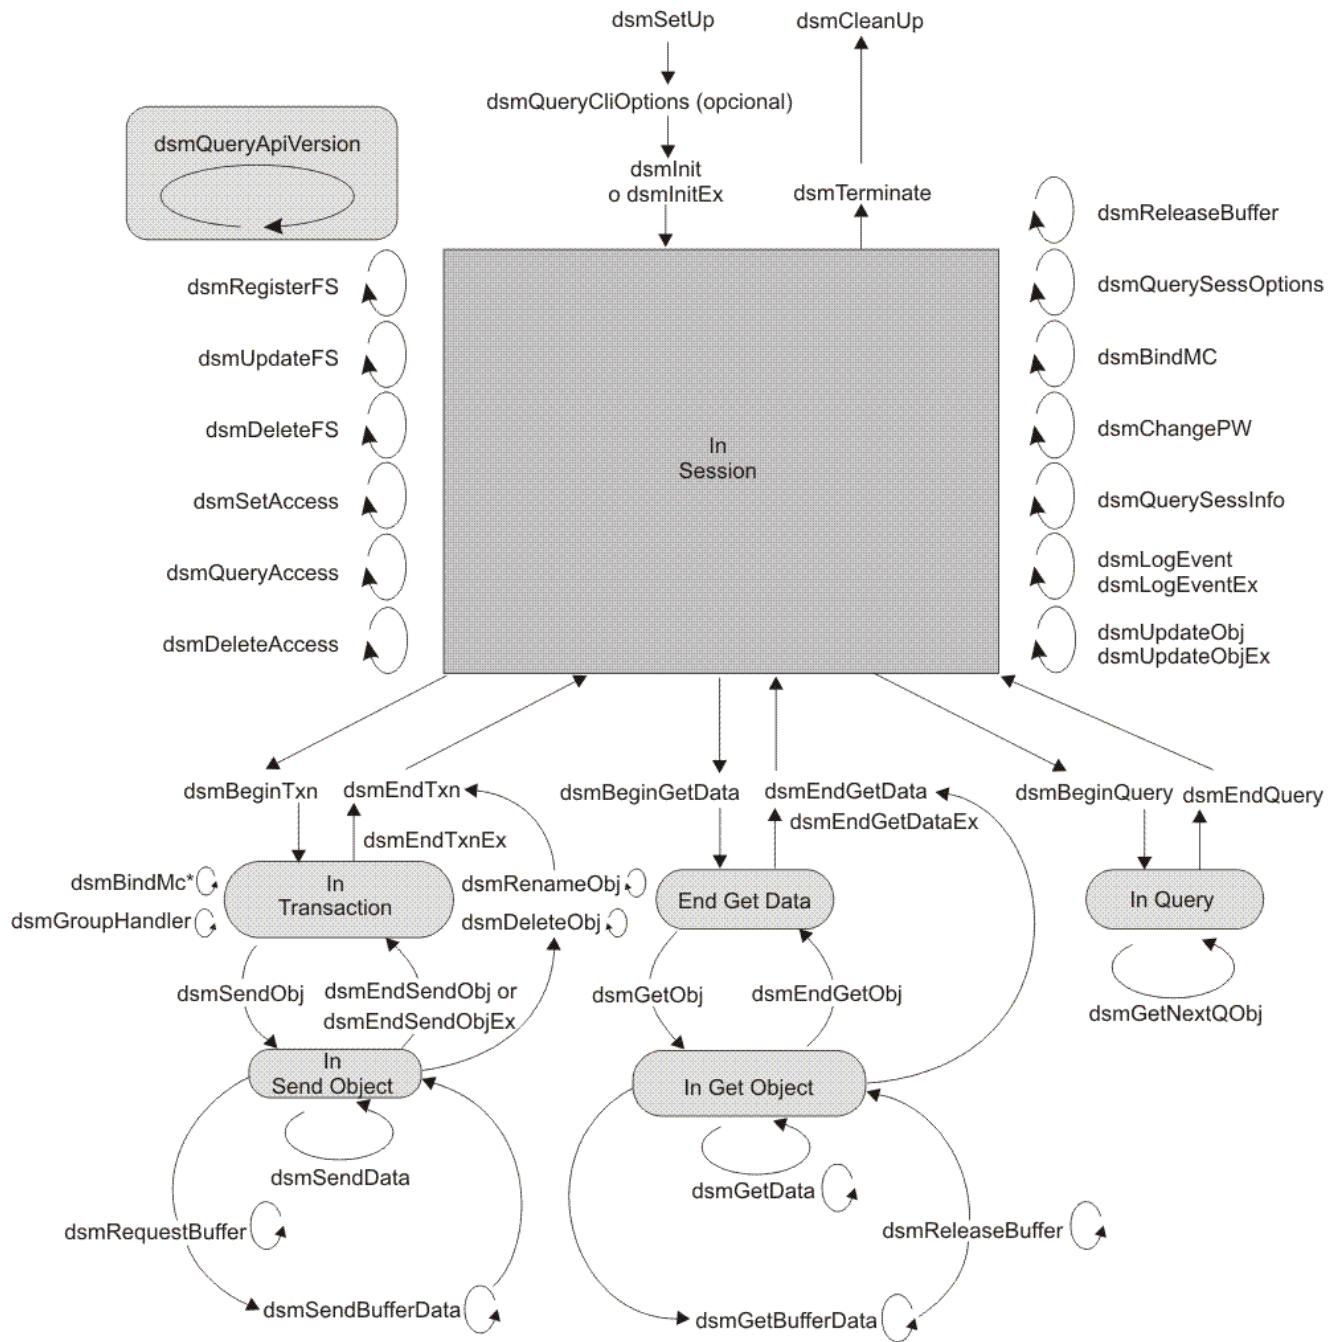 dsmSetUp
dsmCleanUp
dsmQueryCliOptions (opcional)
dsmQueryApiVersion
dsmInit
o dsmInitEx
dsmTerminate
dsmReleaseBuffer
dsmRegisterFS
dsmQuerySessOptions
dsmUpdateFS
dsmBindMC
dsmDeleteFS
dsmChangePW
In
Session
dsmSetAccess
dsmQuerySessInfo
dsmQueryAccess
dsmLogEvent
dsmLogEventEx
dsmDeleteAccess
dsmUpdateObj
dsmUpdateObjEx
dsmBeginTxn
dsmEndTxn
dsmBeginGetData
dsmEndGetData
dsmBeginQuery
dsmEndQuery
dsmEndTxnEx
dsmEndGetDataEx
dsmBindMc*
In
Transaction
dsmRenameObj
End Get Data
In Query
dsmGroupHandler
dsmDeleteObj
dsmSendObj
dsmEndSendObj or
dsmEndSendObjEx
dsmGetObj
dsmEndGetObj
dsmGetNextQObj
In
Send Object
In Get Object
dsmSendData
dsmGetData
dsmRequestBuffer
dsmReleaseBuffer
dsmSendBufferData
dsmGetBufferData